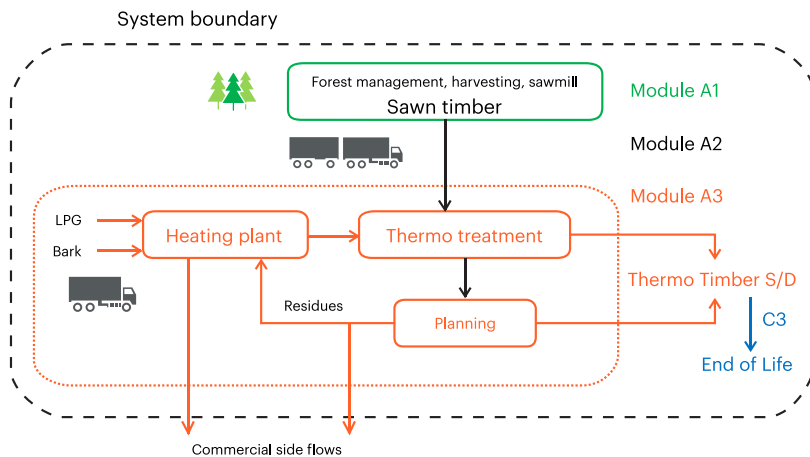 System boundary
Forest management, harvesting, sawmill
Sawn timber
Module A1
Module A2
Module A3
LPG
Bark
Heating plant
Thermo treatment
Thermo Timber S/D
Residues
Planning
C3
End of Life
Commercial side flows